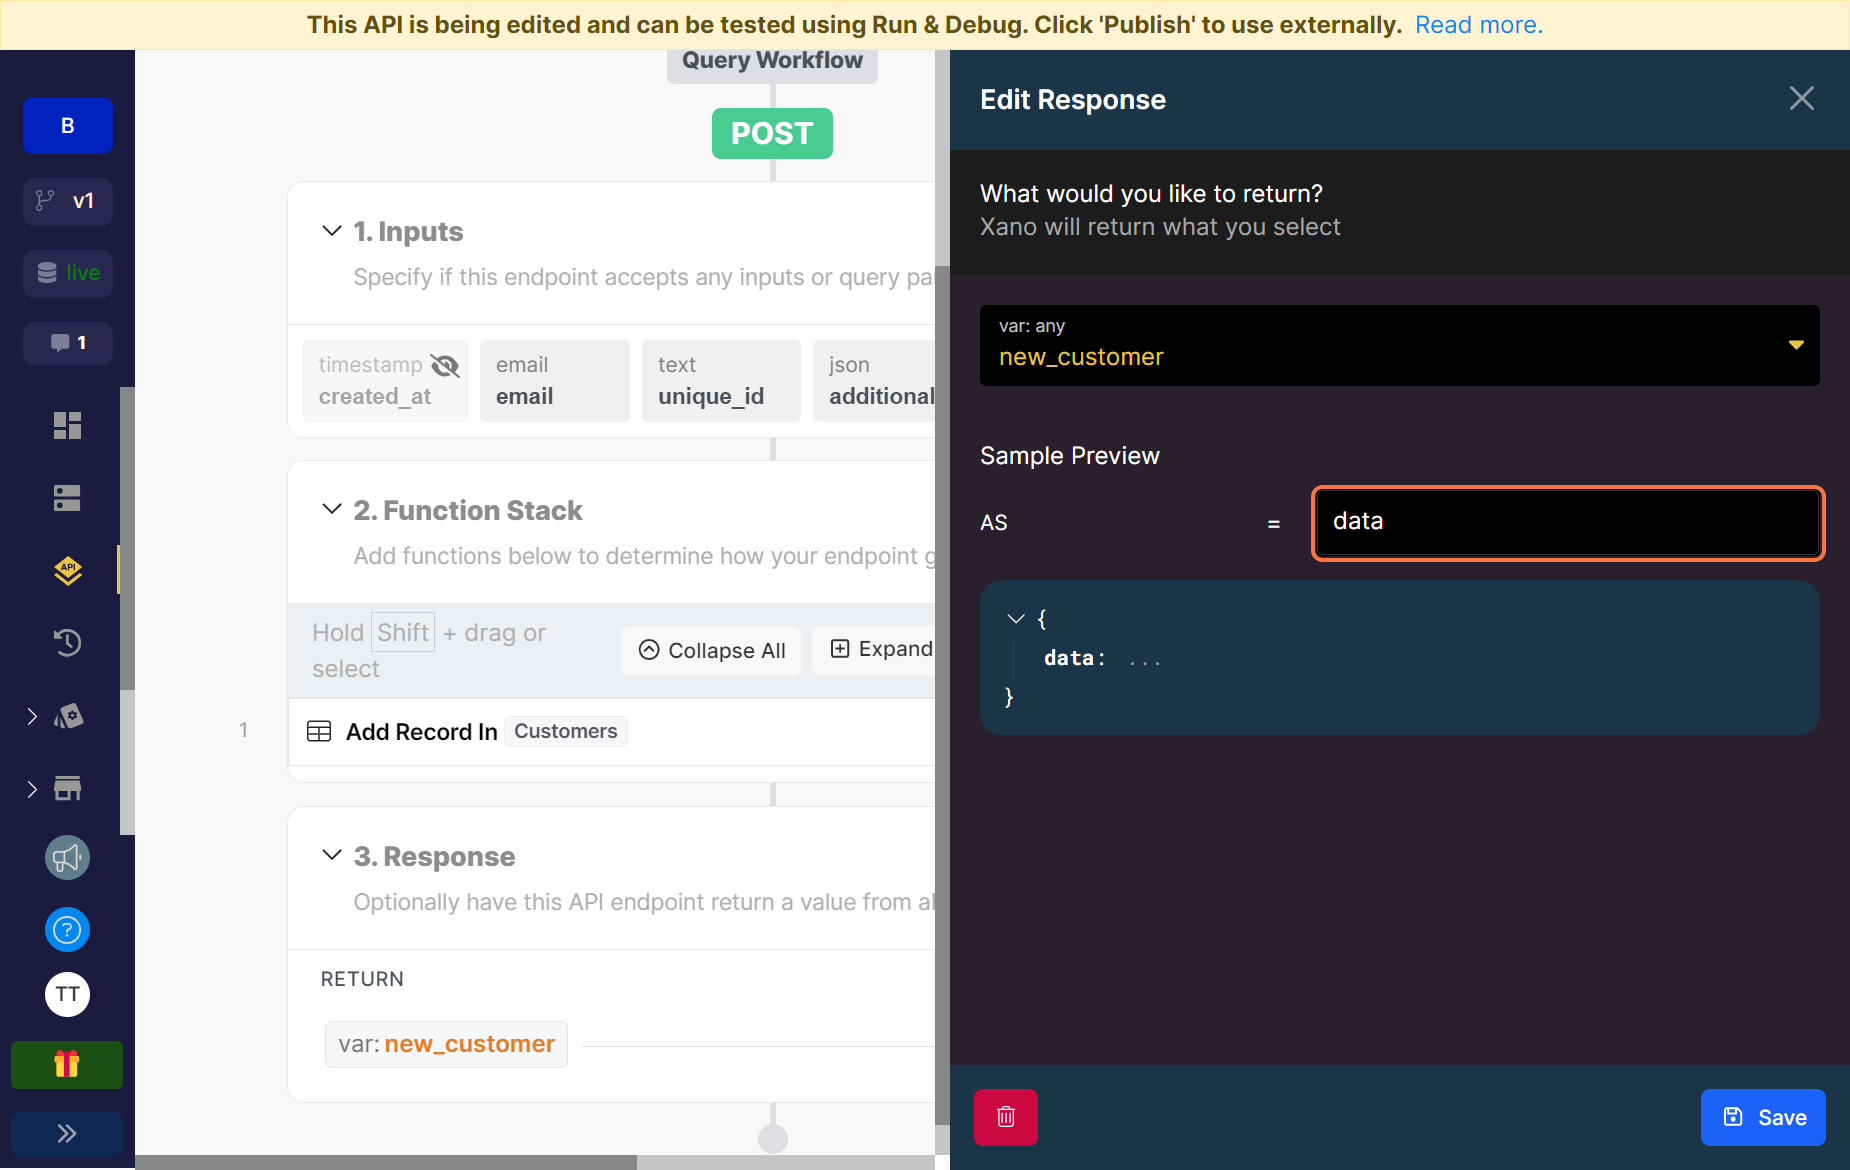 This API is being edited and can be tested using Run & Debug. Click 'Publish' to use externally. Read more.
B
v1
live
1
API
?
TT
Query Workflow
POST
1. Inputs
Specify if this endpoint accepts any inputs or query pa
timestamp
created_at
email
email
text
unique_id
json
additional
2. Function Stack
Add functions below to determine how your endpoint g
Hold Shift + drag or
select
Collapse All
Expand
1
Add Record In Customers
3. Response
Optionally have this API endpoint return a value from al
RETURN
var: new_customer
Edit Response
What would you like to return?
Xano will return what you select
var: any
new_customer
Sample Preview
AS = data
{
data: ...
}
Save